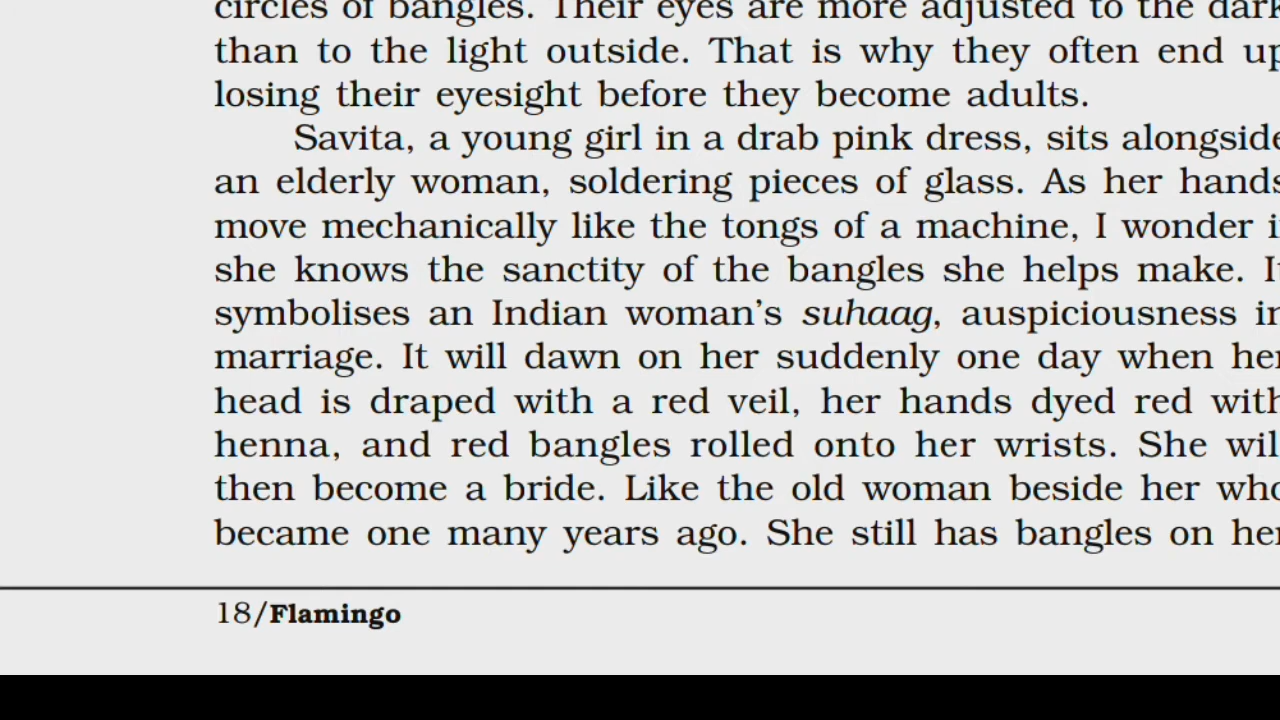 circles of bangles. Their eyes are more adjusted to the dark
than to the light outside. That is why they often end up
losing their eyesight before they become adults.
Savita, a young girl in a drab pink dress, sits alongside
an elderly woman, soldering pieces of glass. As her hands
move mechanically like the tongs of a machine, I wonder if
she knows the sanctity of the bangles she helps make. It
symbolises an Indian woman’s suhaag, auspiciousness in
marriage. It will dawn on her suddenly one day when her
head is draped with a red veil, her hands dyed red with
henna, and red bangles rolled onto her wrists. She will
then become a bride. Like the old woman beside her who
became one many years ago. She still has bangles on her
18/Flamingo